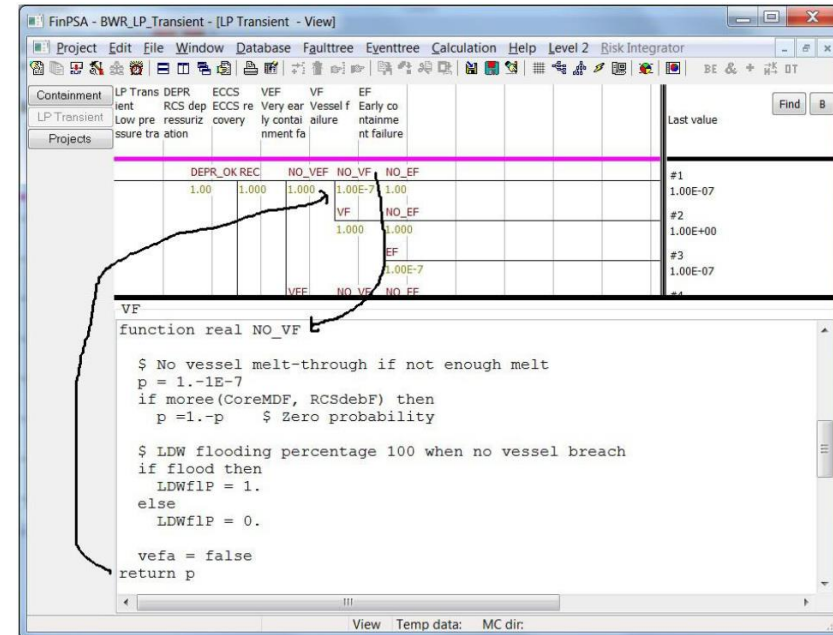 FinPSA - BWR_LP_Transient - [LP Transient - View]
Project Edit File Window Database Faulttree Eventtree Calculation Help Level 2 Risk Integrator
BE & +
Containment
LP Transient
Projects
LP Trans DEPR ECCS VEF VF EF
ient RCS dep ECCS re Very ear Vessel f Early co
Low pre ressuriz covery ly contai ailure ntainme
ssure tra ation nment fa nt failure
Last value
Find B
DEPR_OK REC NO_VEF NO_VF NO_EF
1.00 1.000 1.000 1.00E-7 1.00
#1
1.00E-07
VF NO_EF
1.000 1.000
#2
1.00E+00
EF
1.00E-7
#3
1.00E-07
VEF NO_VF NO_EF
#4
VF
function real NO_VF
$ No vessel melt-through if not enough melt
p = 1.-1E-7
if moree(CoreMDF, RCSdebF) then
p =1.-p $ Zero probability
$ LDW flooding percentage 100 when no vessel breach
if flood then
LDWflP = 1.
else
LDWflP = 0.
vefa = false
return p
View Temp data: MC dir: